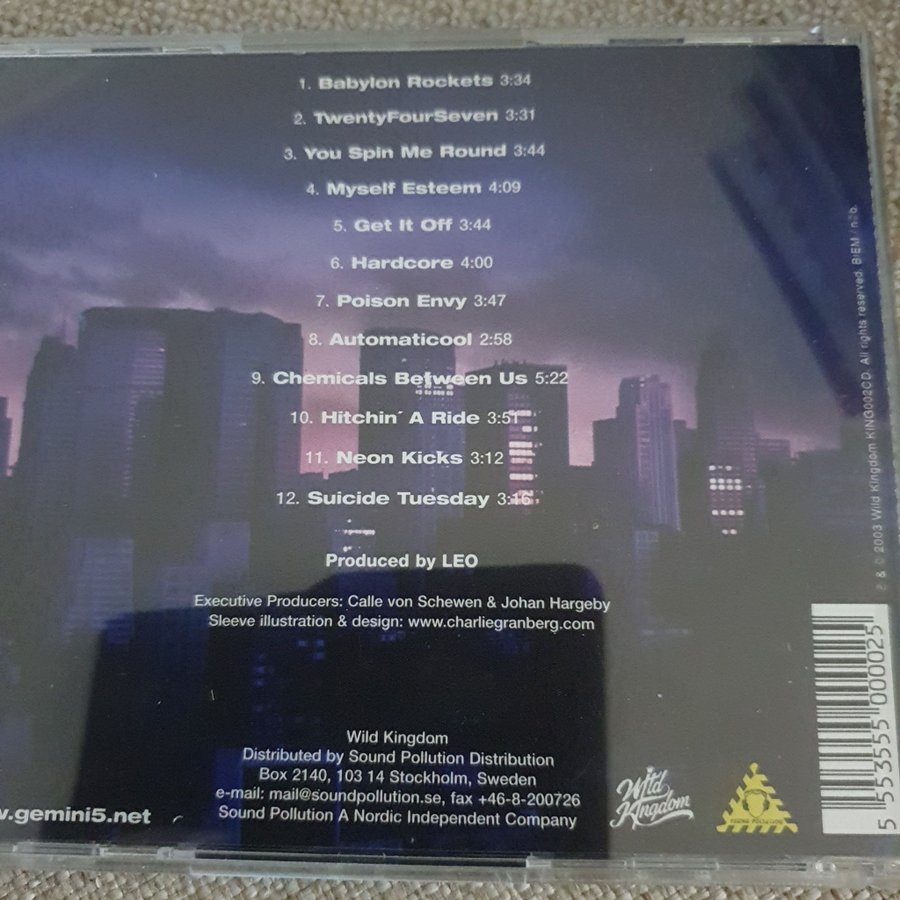 1. Babylon Rockets 3:34
2. TwentyFourSeven 3:31
3. You Spin Me Round 3:44
4. Myself Esteem 4:09
5. Get It Off 3:44
6. Hardcore 4:00
7. Poison Envy 3:47
8. Automaticool 2:58
9. Chemicals Between Us 5:22
10. Hitchin´ A Ride 3:51
11. Neon Kicks 3:12
12. Suicide Tuesday 3:16
Produced by LEO
Executive Producers: Calle von Schewen & Johan Hargeby
Sleeve illustration & design: www.charliegranberg.com
Wild Kingdom
Distributed by Sound Pollution Distribution
Box 2140, 103 14 Stockholm, Sweden
e-mail: mail@soundpollution.se, fax +46-8-200726
Sound Pollution A Nordic Independent Company
w.gemini5.net
Wild
Kingdom
& © 2003 Wild Kingdom KING002CD. All rights reserved. BIEM / n©b.
5 553555 000025